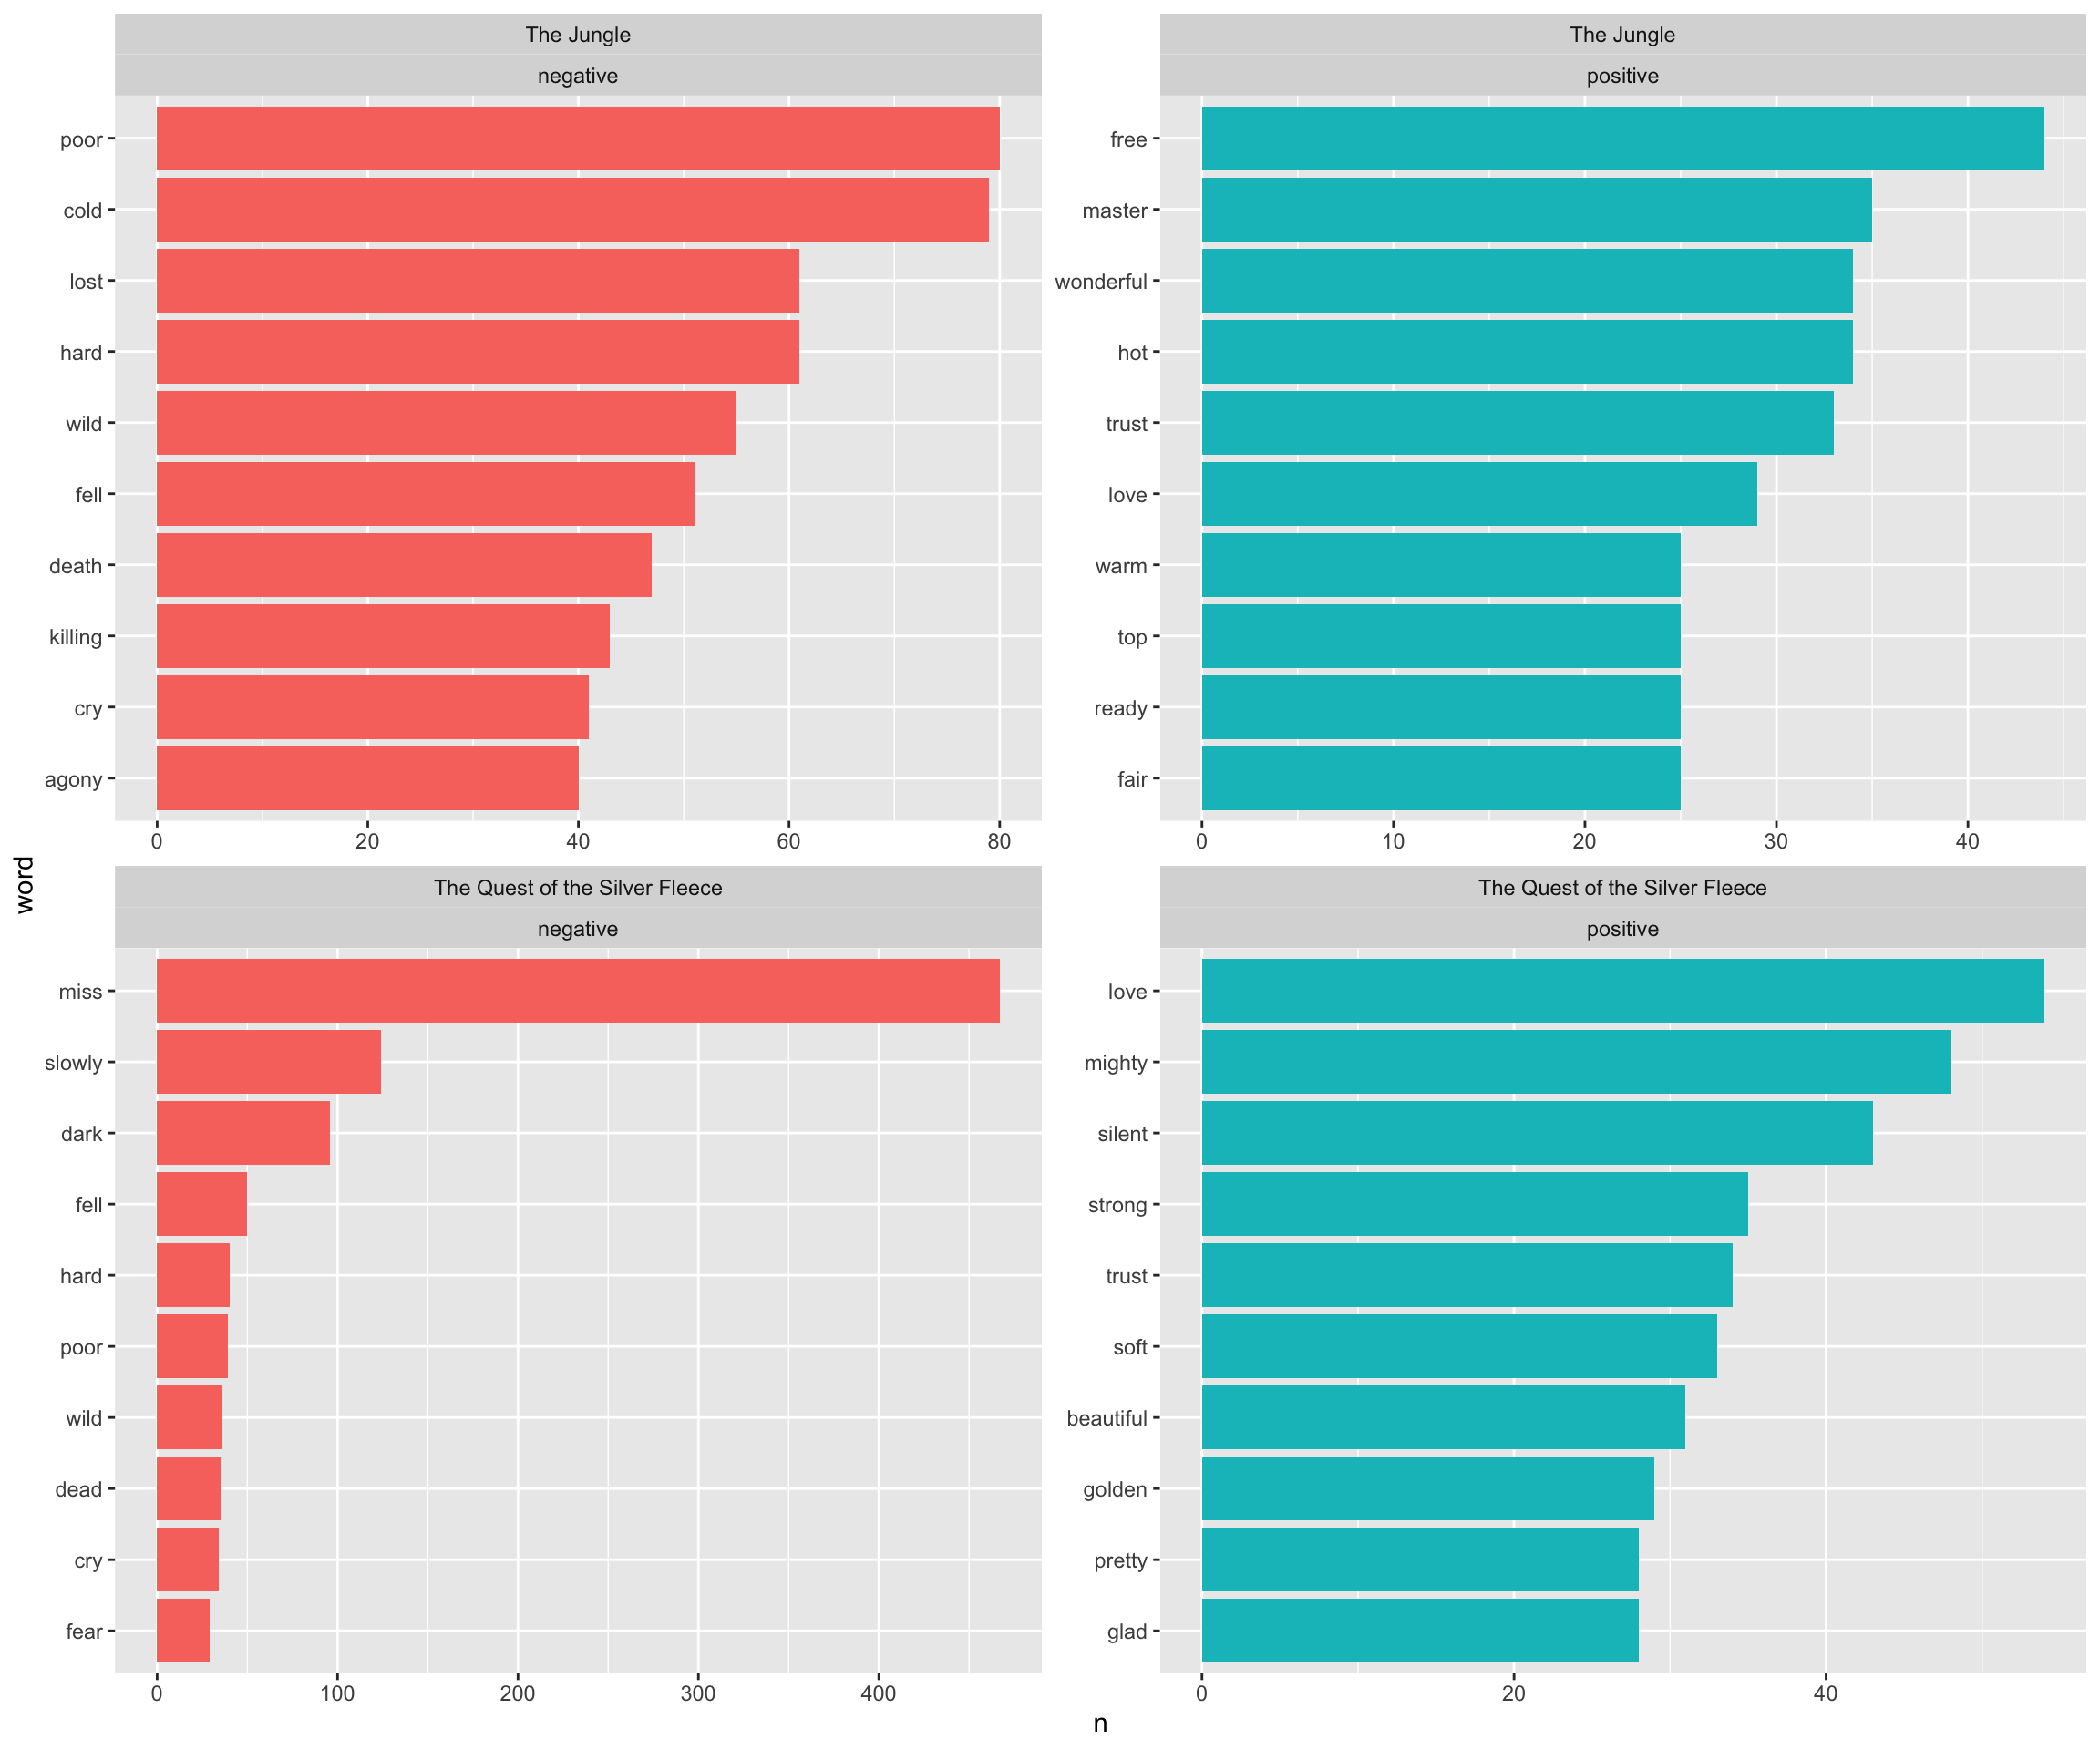 The Jungle
negative
poor
cold
lost
hard
wild
fell
death
killing
cry
agony
0 20 40 60 80
The Jungle
positive
free
master
wonderful
hot
trust
love
warm
top
ready
fair
0 10 20 30 40
word
The Quest of the Silver Fleece
negative
miss
slowly
dark
fell
hard
poor
wild
dead
cry
fear
0 100 200 300 400
The Quest of the Silver Fleece
positive
love
mighty
silent
strong
trust
soft
beautiful
golden
pretty
glad
0 20 40
n